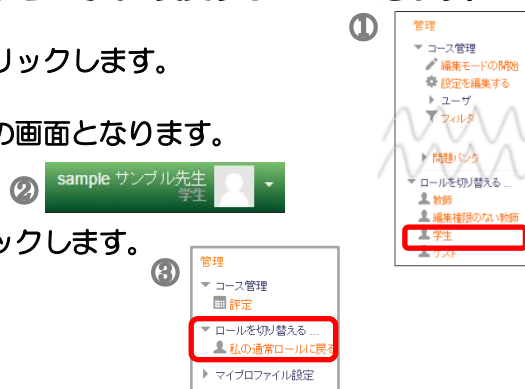 リックします。
の画面となります。
ックします。
①
管理
コース管理
編集モードの開始
設定を編集する
ユーザ
フィルタ
問題バンク
ロールを切り替える ...
教師
編集権限のない教師
学生
ゲスト
②
sample サンプル先生
学生
③
管理
コース管理
評定
ロールを切り替える ...
私の通常ロールに戻る
マイプロファイル設定